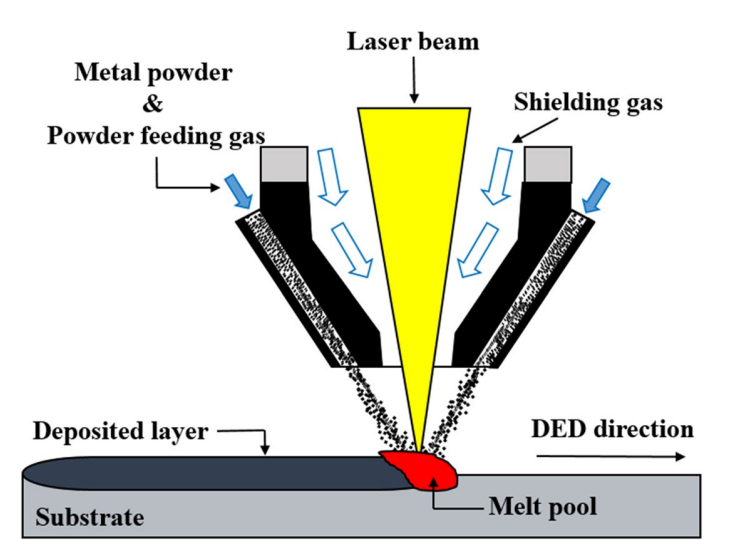 Laser beam
Metal powder
&
Powder feeding gas
Shielding gas
Deposited layer
DED direction
Melt pool
Substrate